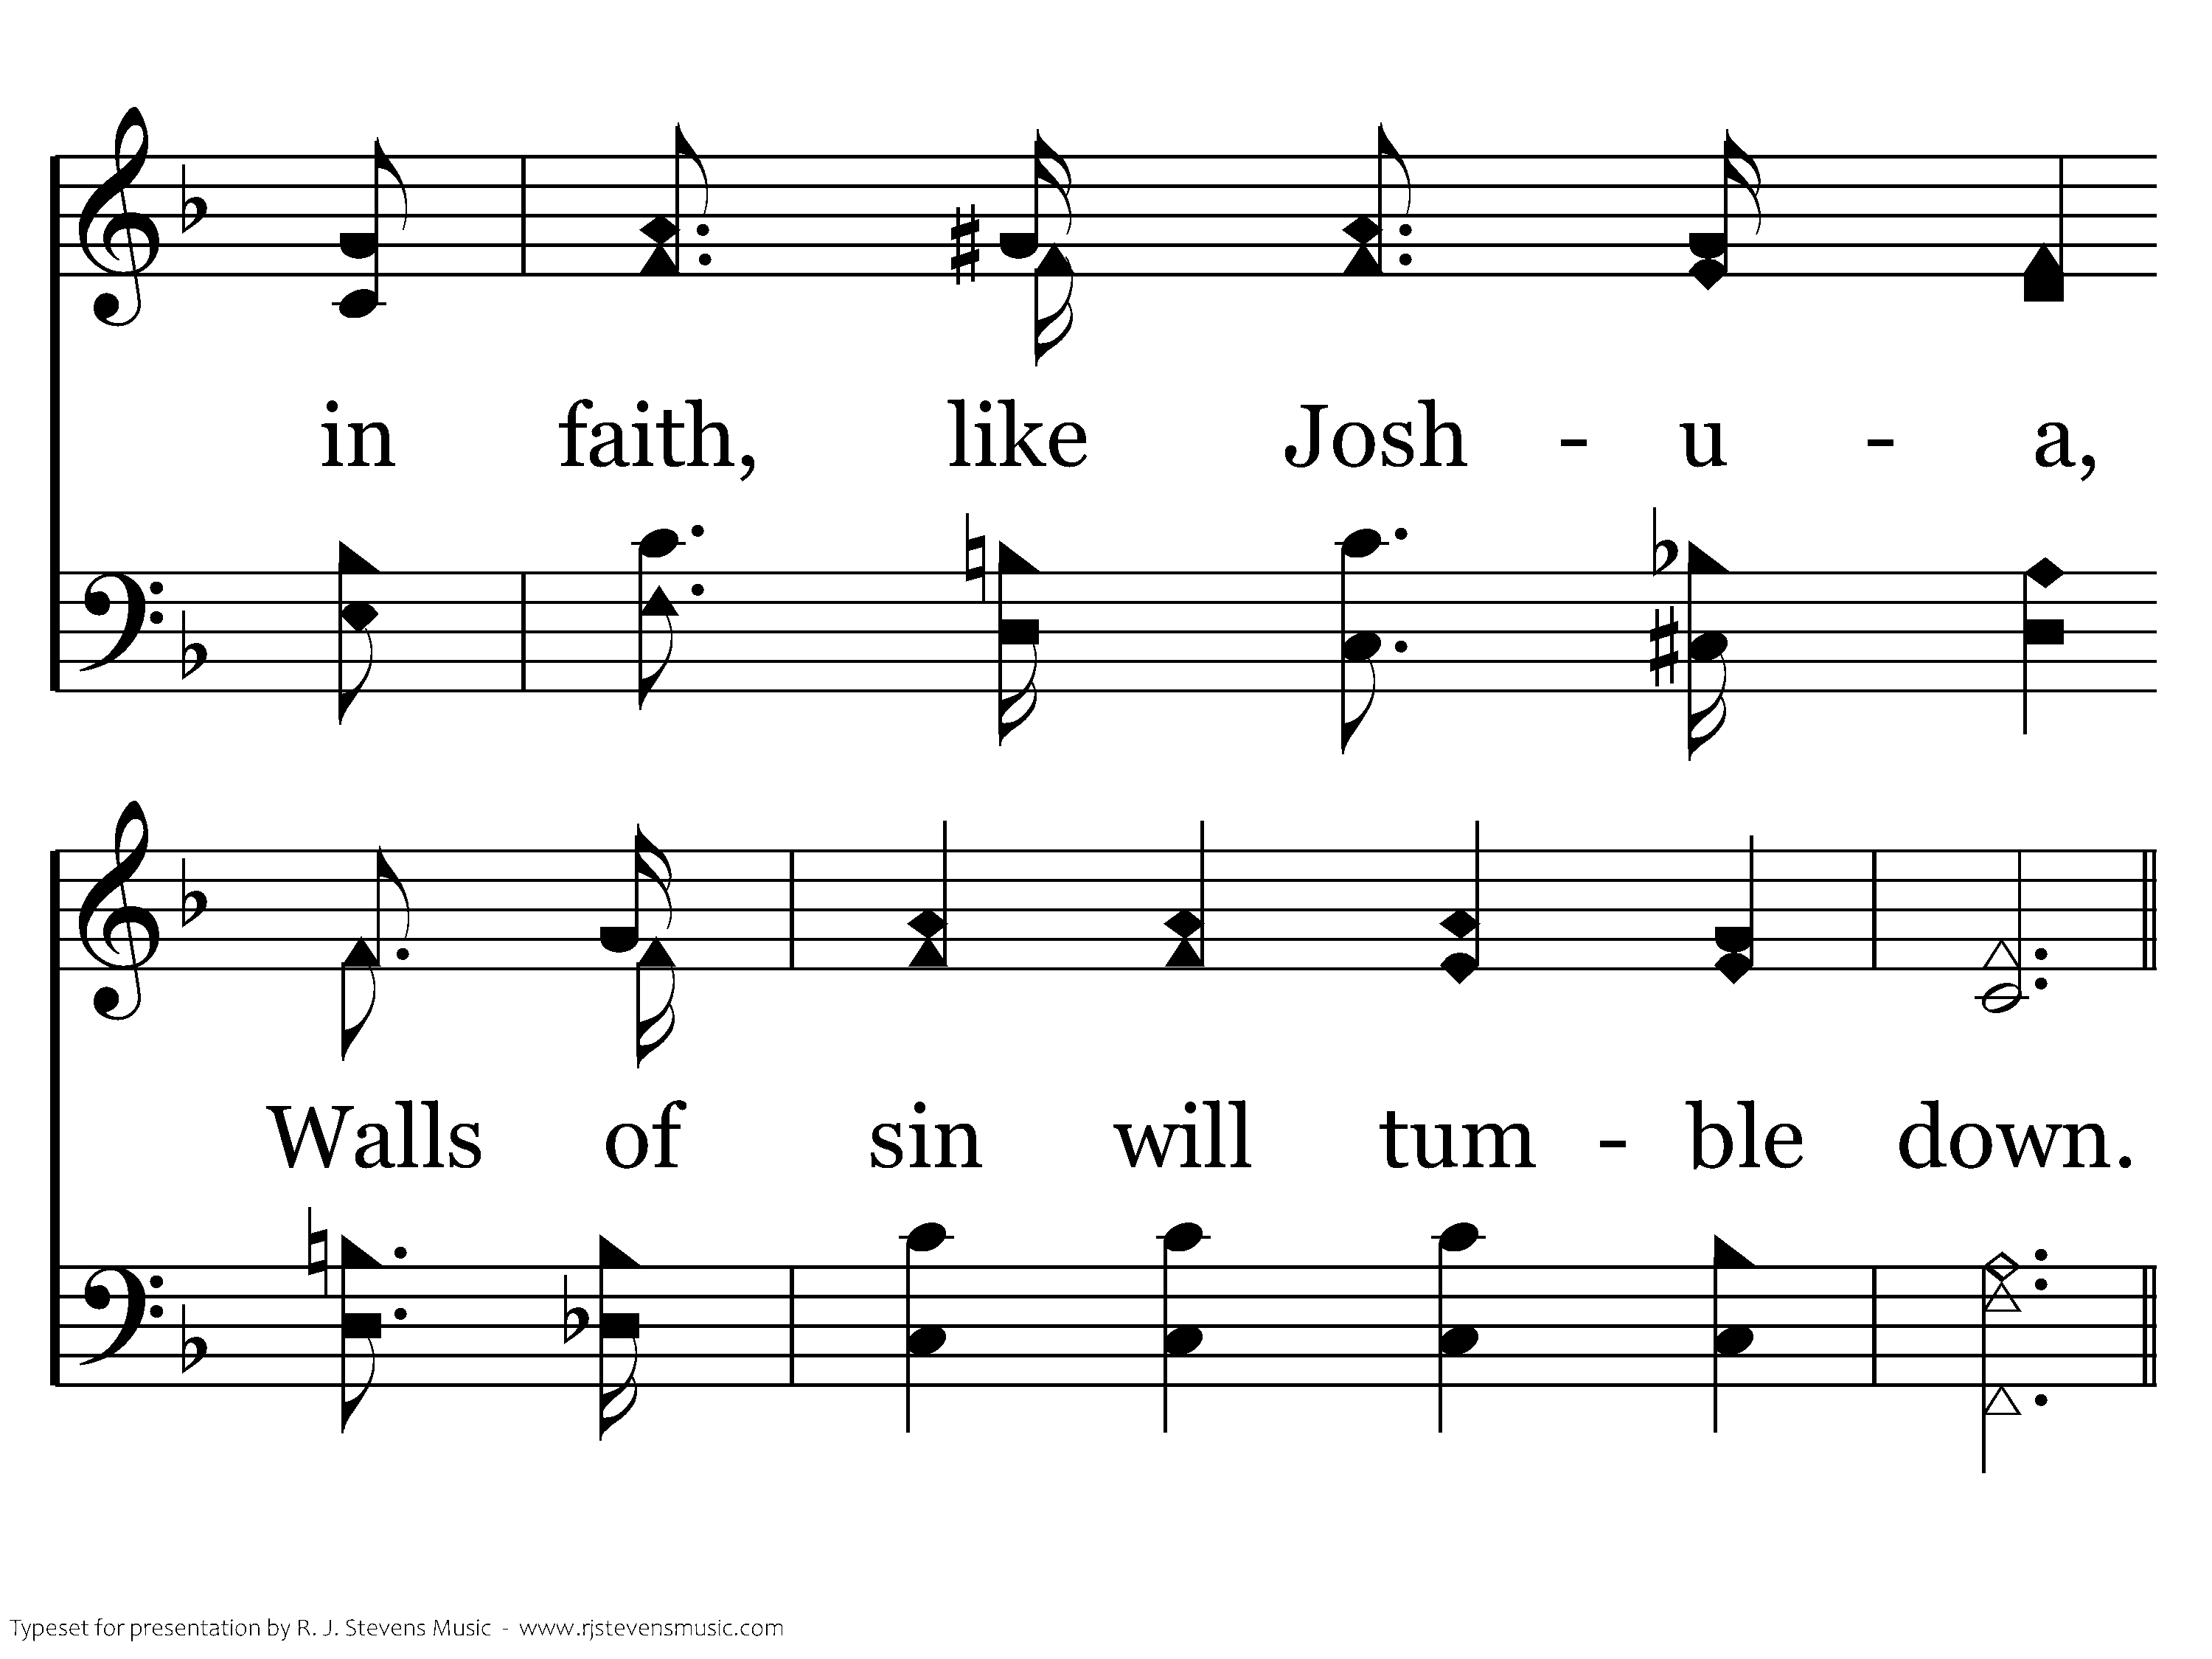 in faith, like Josh - u - a,
Walls of sin will tum - ble down.
Typeset for presentation by R. J. Stevens Music - www.rjstevensmusic.com